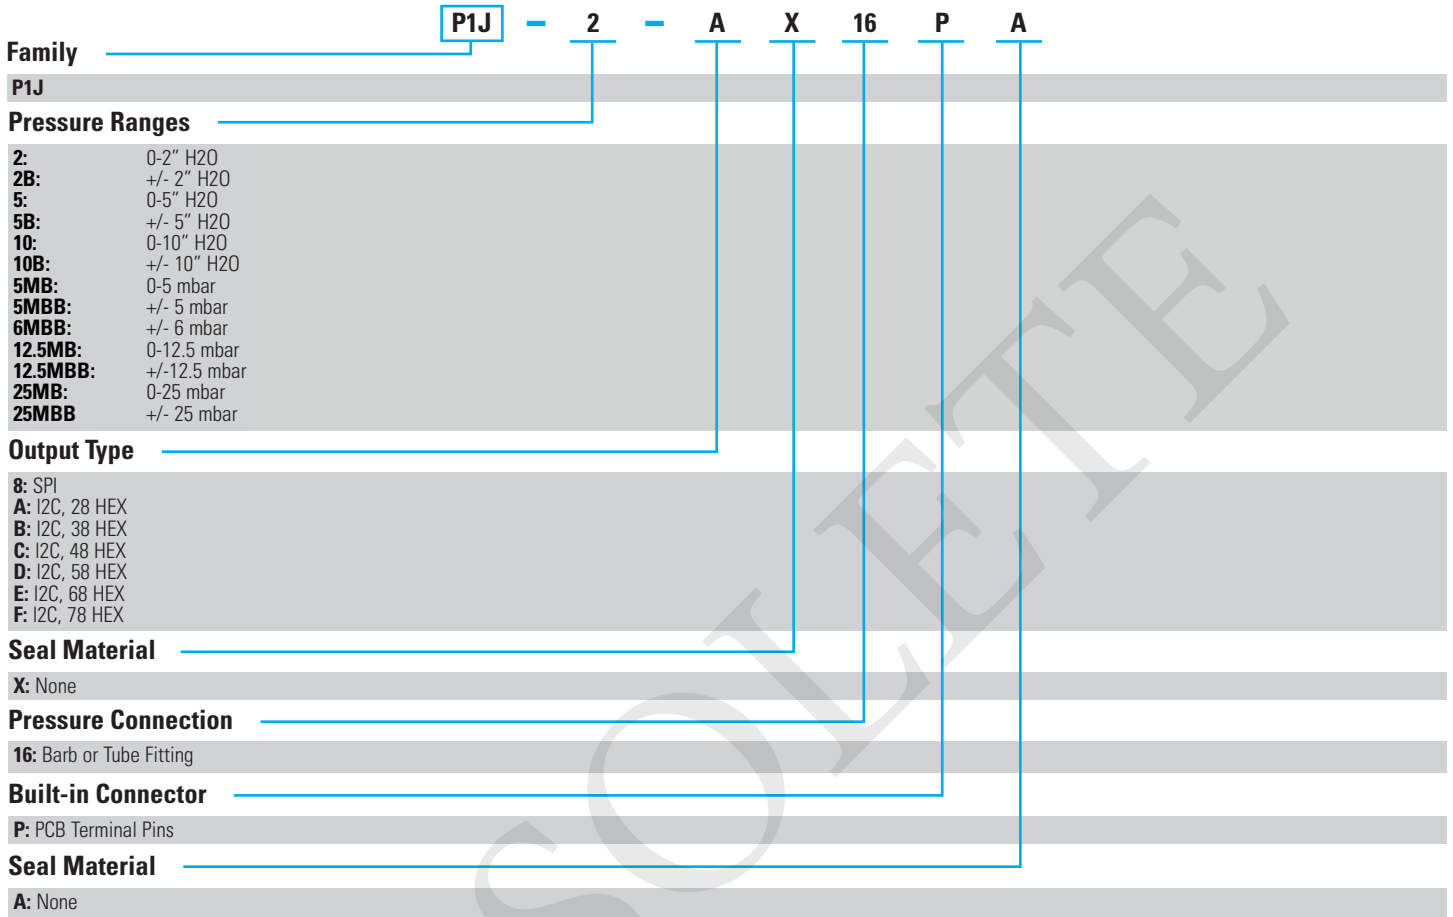 P1J – 2 – A X 16 P A
Family
P1J
Pressure Ranges
2: 0-2” H2O
2B: +/- 2” H2O
5: 0-5” H2O
5B: +/- 5” H2O
10: 0-10” H2O
10B: +/- 10” H2O
5MB: 0-5 mbar
5MBB: +/- 5 mbar
6MBB: +/- 6 mbar
12.5MB: 0-12.5 mbar
12.5MBB: +/-12.5 mbar
25MB: 0-25 mbar
25MBB +/- 25 mbar
Output Type
8: SPI
A: I2C, 28 HEX
B: I2C, 38 HEX
C: I2C, 48 HEX
D: I2C, 58 HEX
E: I2C, 68 HEX
F: I2C, 78 HEX
Seal Material
X: None
Pressure Connection
16: Barb or Tube Fitting
Built-in Connector
P: PCB Terminal Pins
Seal Material
A: None
SOLETE